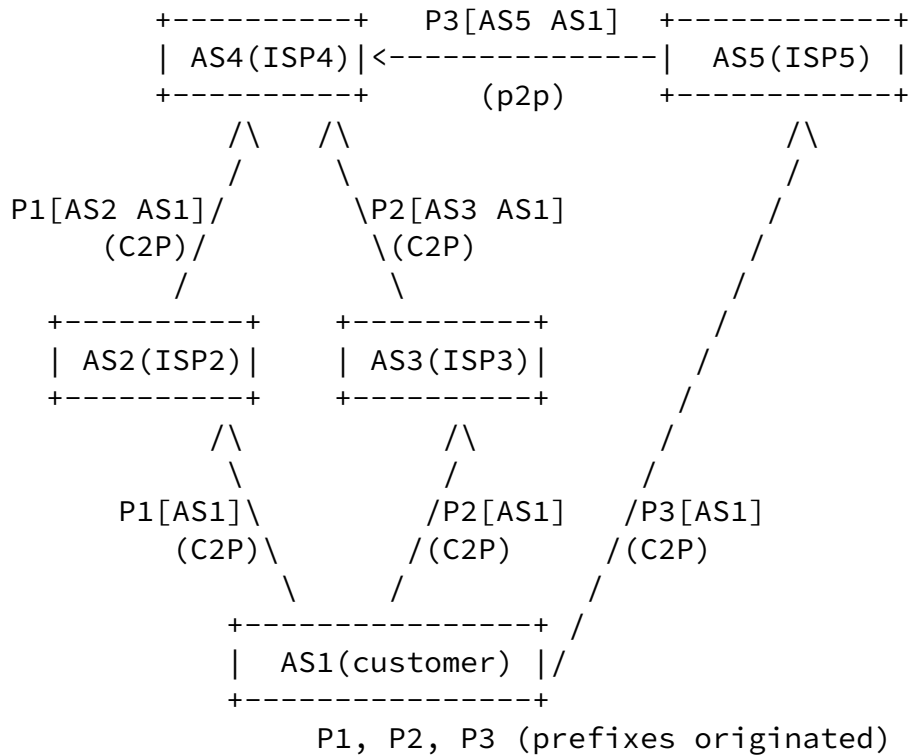 P3[AS5 AS1]
AS4(ISP4)
AS5(ISP5)
(p2p)
P1[AS2 AS1] P2[AS3 AS1]
(C2P) (C2P)
AS2(ISP2) AS3(ISP3)
P1[AS1] P2[AS1] P3[AS1]
(C2P) (C2P) (C2P)
AS1(customer)
P1, P2, P3 (prefixes originated)